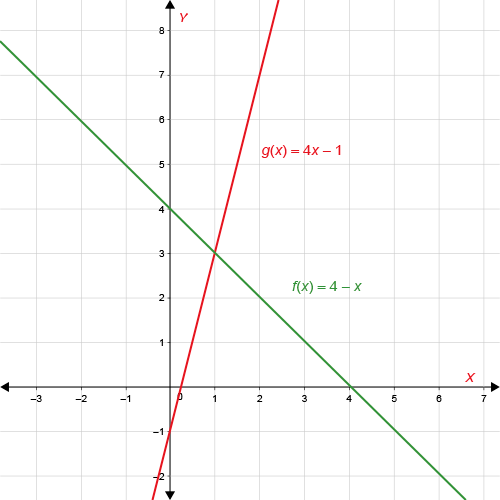 Y
8
7
6
5
g(x) = 4x – 1
4
3
f(x) = 4 – x
2
1
X
–3 –2 –1 0 1 2 3 4 5 6 7
–1
–2